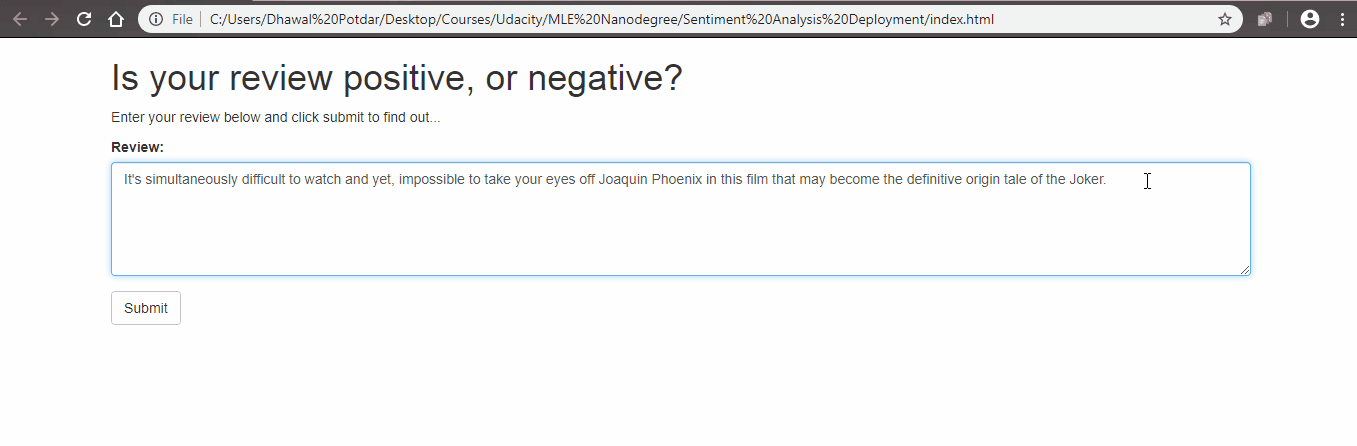 File C:/Users/Dhawal%20Potdar/Desktop/Courses/Udacity/MLE%20Nanodegree/Sentiment%20Analysis%20Deployment/index.html
Is your review positive, or negative?
Enter your review below and click submit to find out...
Review:
It's simultaneously difficult to watch and yet, impossible to take your eyes off Joaquin Phoenix in this film that may become the definitive origin tale of the Joker.
Submit